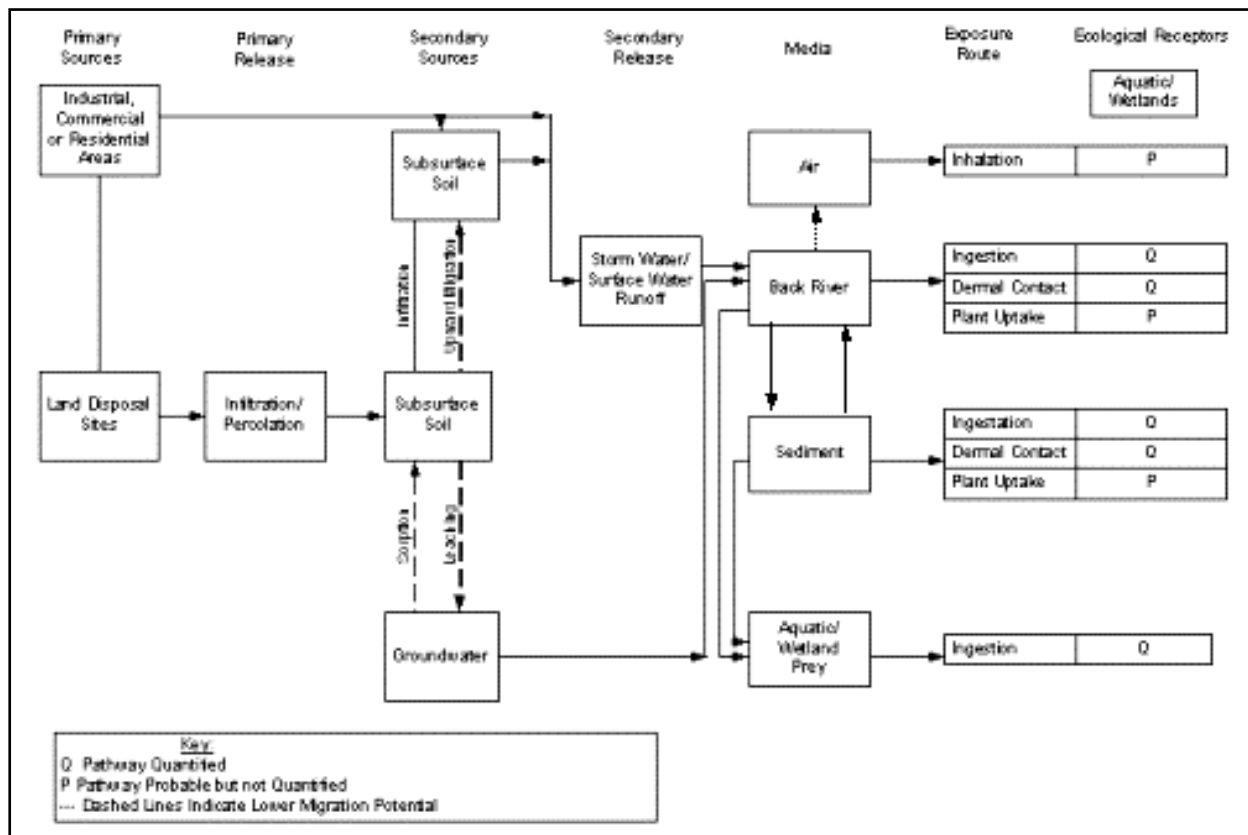 Primary
Sources
Primary
Release
Secondary
Sources
Secondary
Release
Media
Exposure
Route
Ecological Receptors
Aquatic/
Wetlands
Industrial,
Commercial
or Residential
Areas
Subsurface
Soil
Air
Inhalation P
Infiltration
Upward Migration
Storm Water/
Surface Water
Runoff
Back River
Ingestion Q
Dermal Contact Q
Plant Uptake P
Land Disposal
Sites
Infiltration/
Percolation
Subsurface
Soil
Sediment
Ingestation Q
Dermal Contact Q
Plant Uptake P
Sorption
Leaching
Groundwater
Aquatic/
Wetland
Prey
Ingestion Q
Key:
Q Pathway Quantified
P Pathway Probable but not Quantified
--- Dashed Lines Indicate Lower Migration Potential